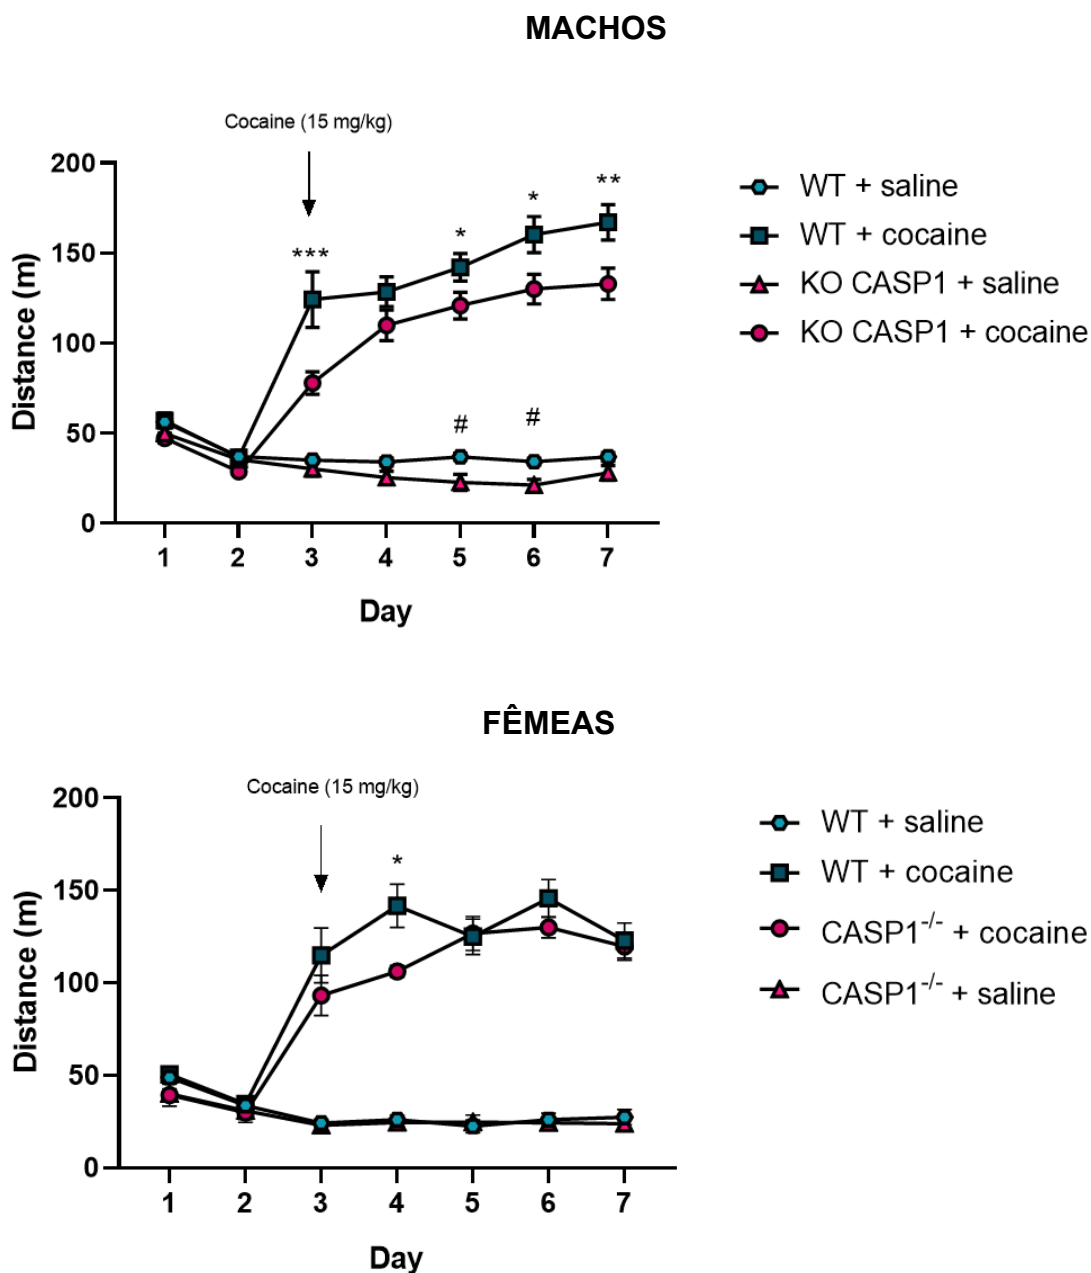 MACHOS
Cocaine (15 mg/kg)
200
150
100
50
0
Distance (m)
***
*
*
**
#
#
1 2 3 4 5 6 7
Day
WT + saline
WT + cocaine
KO CASP1 + saline
KO CASP1 + cocaine
FÊMEAS
Cocaine (15 mg/kg)
200
150
100
50
0
Distance (m)
*
1 2 3 4 5 6 7
Day
WT + saline
WT + cocaine
CASP1-/- + cocaine
CASP1-/- + saline